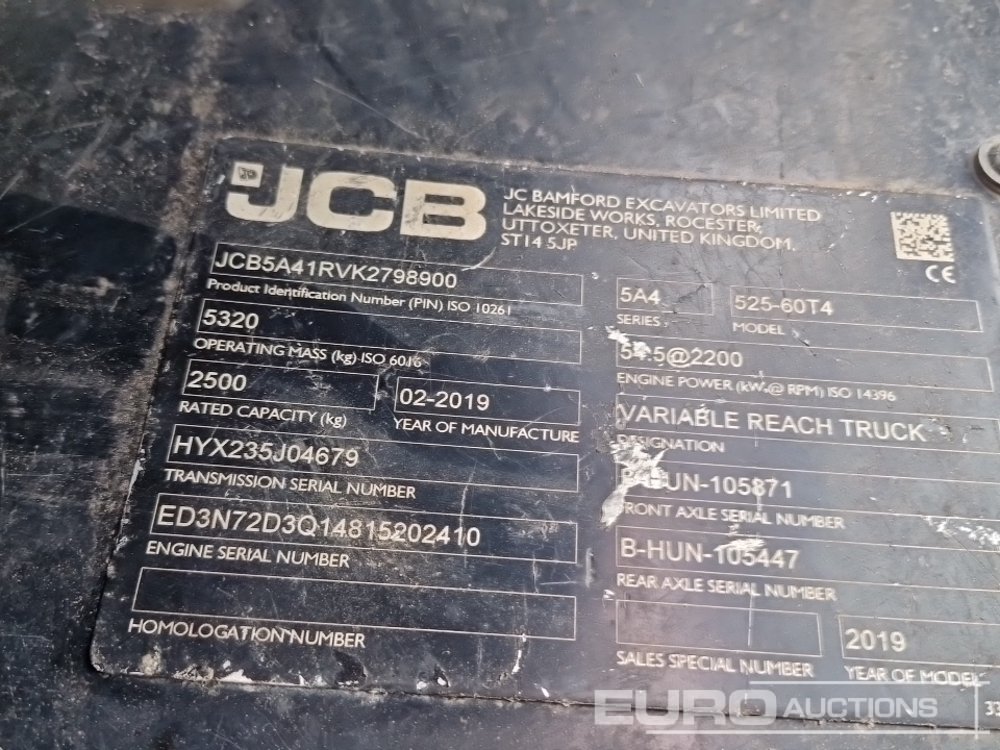 JCB
JC BAMFORD EXCAVATORS LIMITED
LAKESIDE WORKS, ROCESTER,
UTTOXETER, UNITED KINGDOM,
ST14 5JP
CE
JCB5A41RVK2798900
Product Identification Number (PIN) ISO 10261
5320
OPERATING MASS (kg) ISO 6016
2500
RATED CAPACITY (kg)
02-2019
YEAR OF MANUFACTURE
HYX235J04679
TRANSMISSION SERIAL NUMBER
ED3N72D3Q14815202410
ENGINE SERIAL NUMBER
HOMOLOGATION NUMBER
5A4
SERIES
525-60T4
MODEL
@2200
ENGINE POWER (kW @ RPM) ISO 14396
VARIABLE REACH TRUCK
DESIGNATION
HUN-105871
FRONT AXLE SERIAL NUMBER
B-HUN-105447
REAR AXLE SERIAL NUMBER
SALES SPECIAL NUMBER
2019
YEAR OF MODEL
33
EURO AUCTIONS